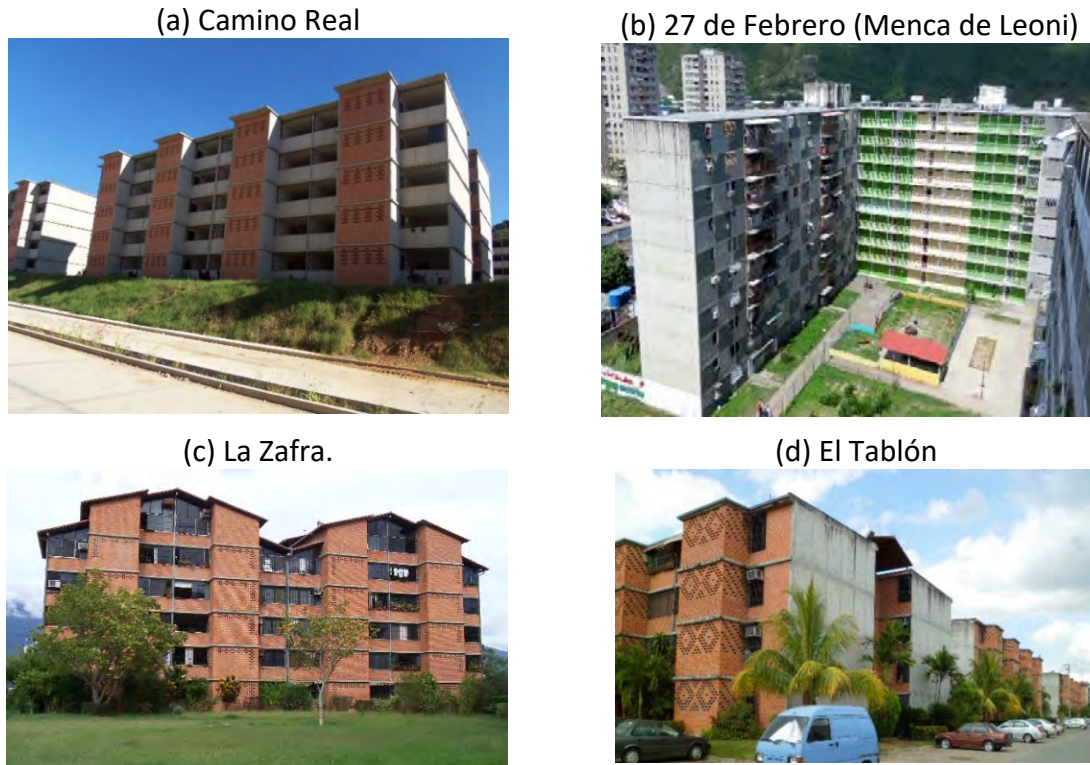 (a) Camino Real
(b) 27 de Febrero (Menca de Leoni)
(c) La Zafra.
(d) El Tablón